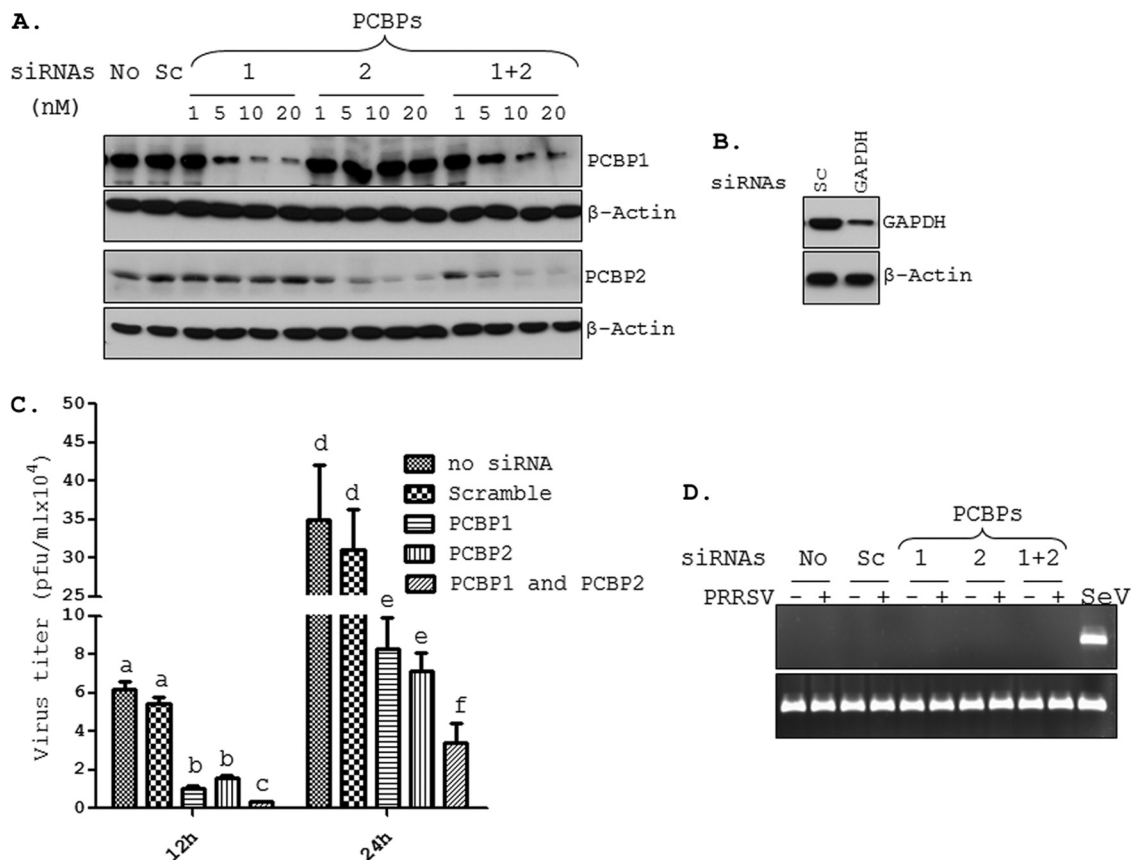 A.
PCBPs
siRNAs No Sc 1 2 1+2
(nM) 1 5 10 20 1 5 10 20 1 5 10 20
PCBP1
β-Actin
PCBP2
β-Actin
B.
siRNAs Sc GAPDH
GAPDH
β-Actin
C.
Virus titer (pfu/mlx10⁴)
50
45
40
35
30
25
10
8
6
4
2
0
a a b b c
d d e e f
12h 24h
no siRNA
Scramble
PCBP1
PCBP2
PCBP1 and PCBP2
D.
PCBPs
siRNAs No Sc 1 2 1+2
PRRSV - + - + - + - + - + SeV